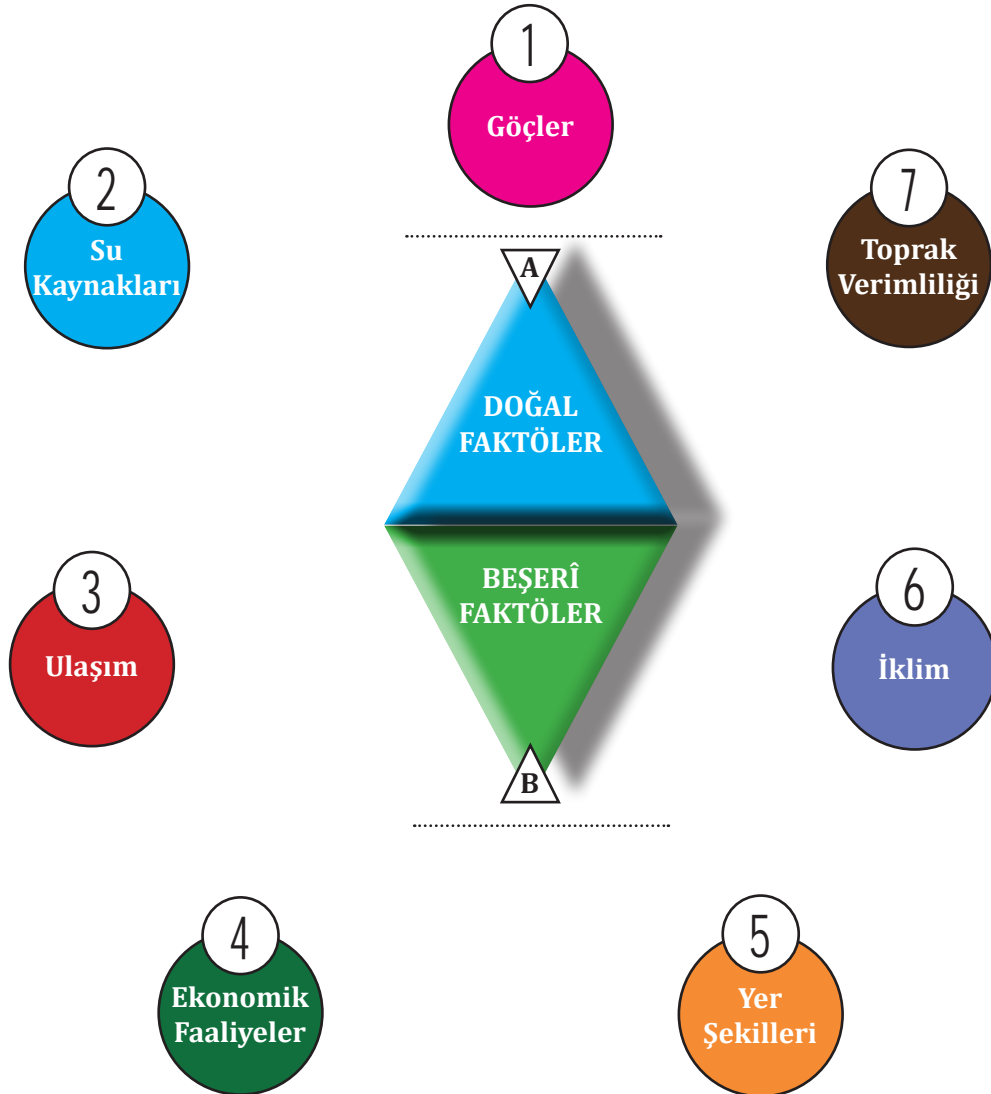 1
Göçler
2
Su
Kaynakları
7
Toprak
Verimliliği
A
DOĞAL
FAKTÖLER
BEŞERÎ
FAKTÖLER
B
3
Ulaşım
6
İklim
4
Ekonomik
Faaliyeler
5
Yer
Şekilleri